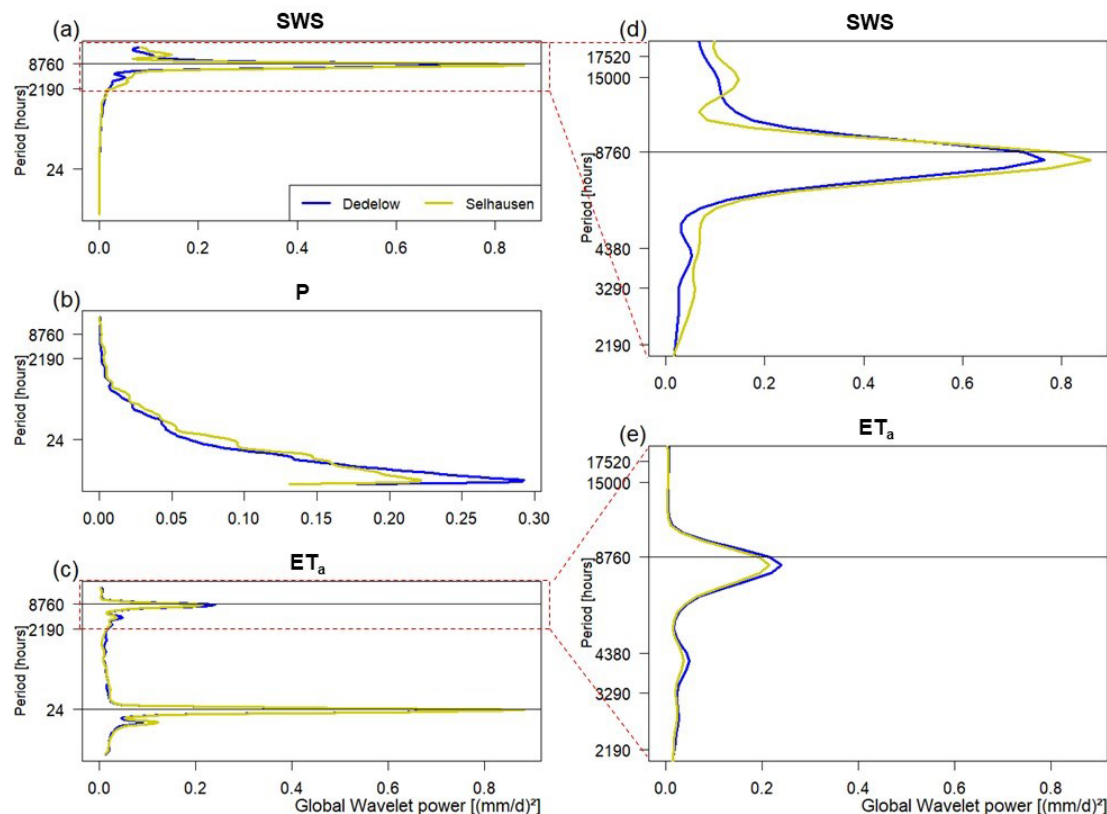 (a) SWS
Period [hours]
8760
2190
24
Dedelow Selhausen
0.0 0.2 0.4 0.6 0.8
(b) P
Period [hours]
8760
2190
24
0.00 0.05 0.10 0.15 0.20 0.25 0.30
(c) ETa
Period [hours]
8760
2190
24
0.0 0.2 0.4 0.6 0.8
Global Wavelet power [(mm/d)²]
(d) SWS
Period [hours]
17520
15000
8760
4380
3290
2190
0.0 0.2 0.4 0.6 0.8
(e) ETa
Period [hours]
17520
15000
8760
4380
3290
2190
0.0 0.2 0.4 0.6 0.8
Global Wavelet power [(mm/d)²]